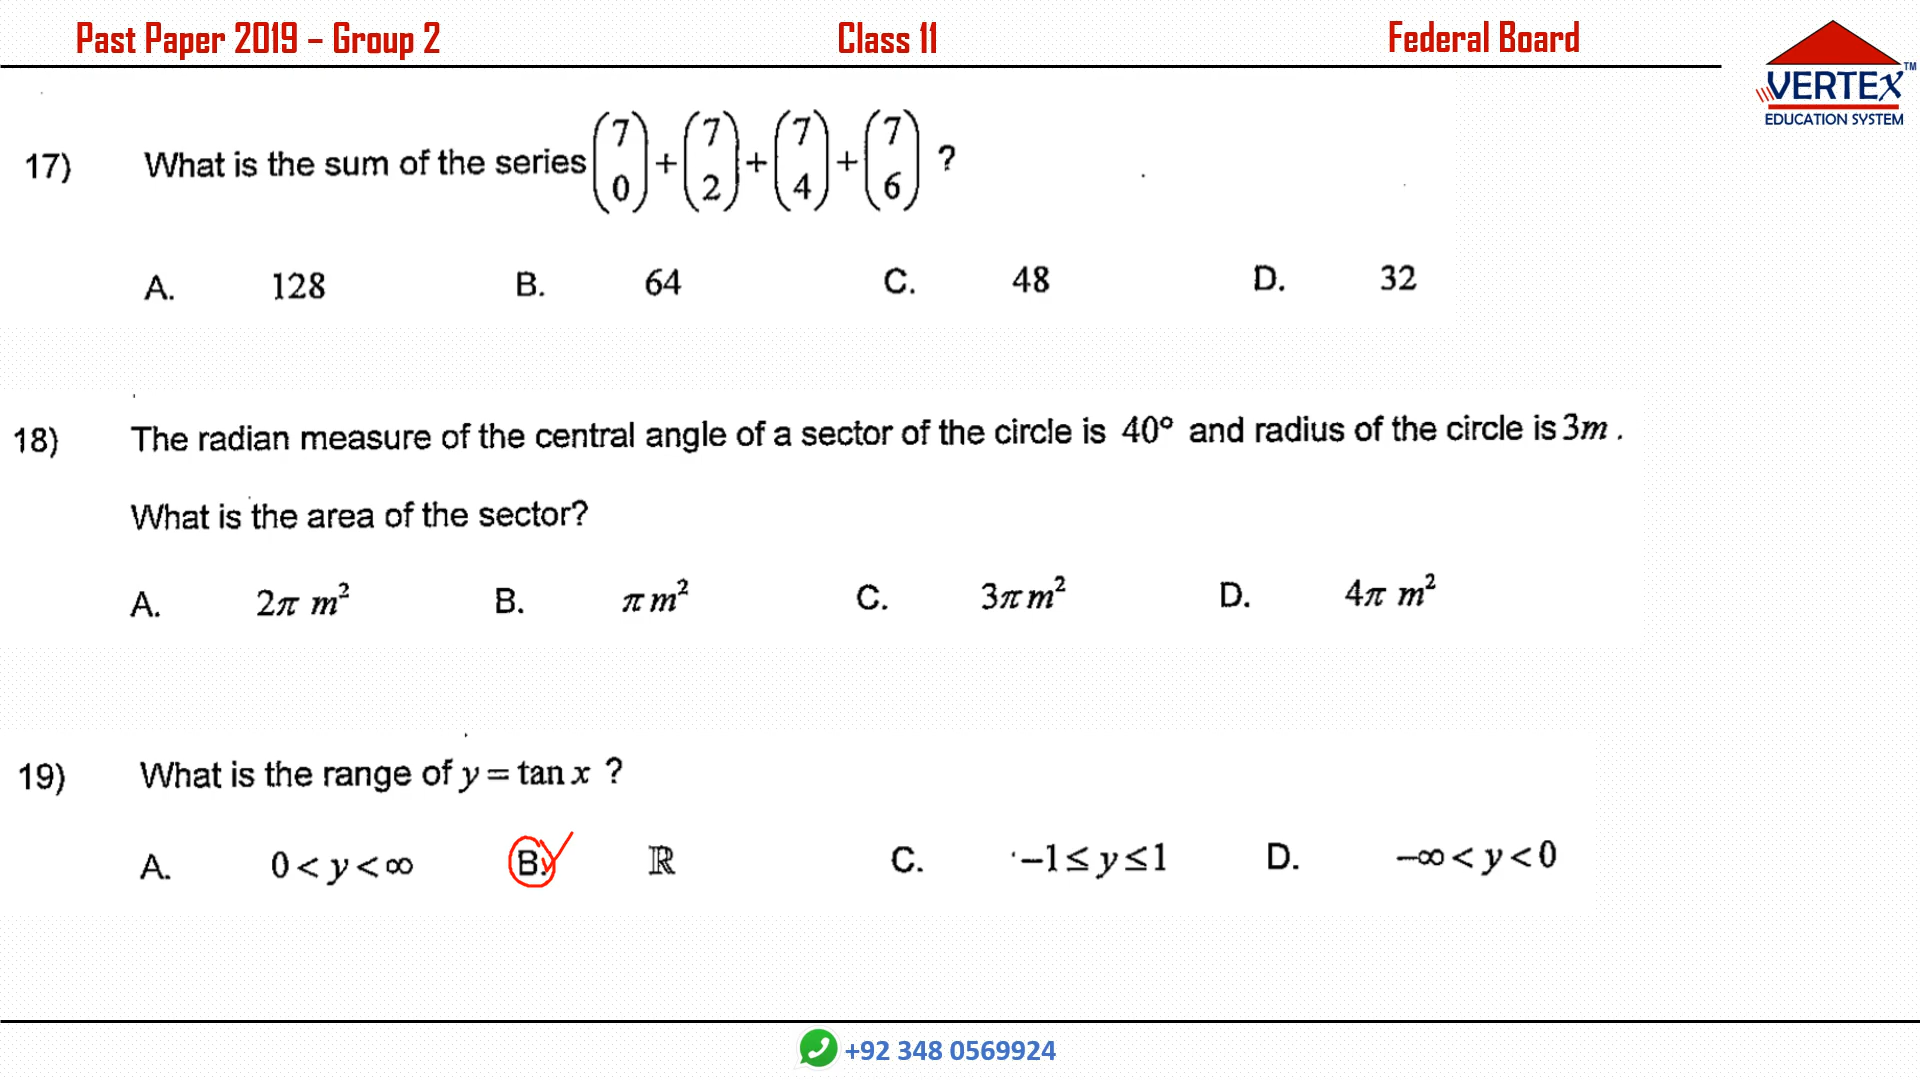 Past Paper 2019 – Group 2 Class 11 Federal Board
VERTEX TM
EDUCATION SYSTEM
17) What is the sum of the series (7 0) + (7 2) + (7 4) + (7 6) ?
A. 128 B. 64 C. 48 D. 32
18) The radian measure of the central angle of a sector of the circle is 40° and radius of the circle is 3m .
What is the area of the sector?
A. 2π m² B. π m² C. 3π m² D. 4π m²
19) What is the range of y = tan x ?
A. 0 < y < ∞ B. ℝ C. −1 ≤ y ≤ 1 D. −∞ < y < 0
+92 348 0569924